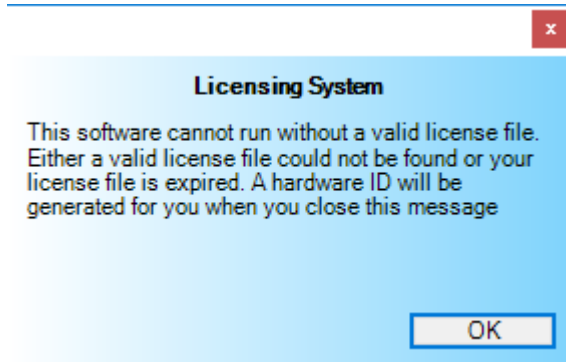 x
Licensing System
This software cannot run without a valid license file.
Either a valid license file could not be found or your
license file is expired. A hardware ID will be
generated for you when you close this message
OK